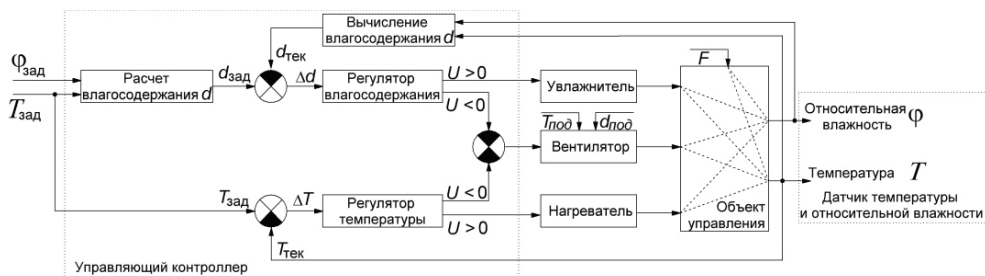 Вычисление
влагосодержания d
dтек
φзад
Tзад
Расчет
влагосодержания d
dзад
Δd
Регулятор
влагосодержания
U > 0
U < 0
Увлажнитель
F
Tпод
dпод
Вентилятор
Относительная
влажность φ
Температура T
Датчик температуры
и относительной влажности
Tзад
ΔT
Регулятор
температуры
U < 0
U > 0
Нагреватель
Объект
управления
Tтек
Управляющий контроллер